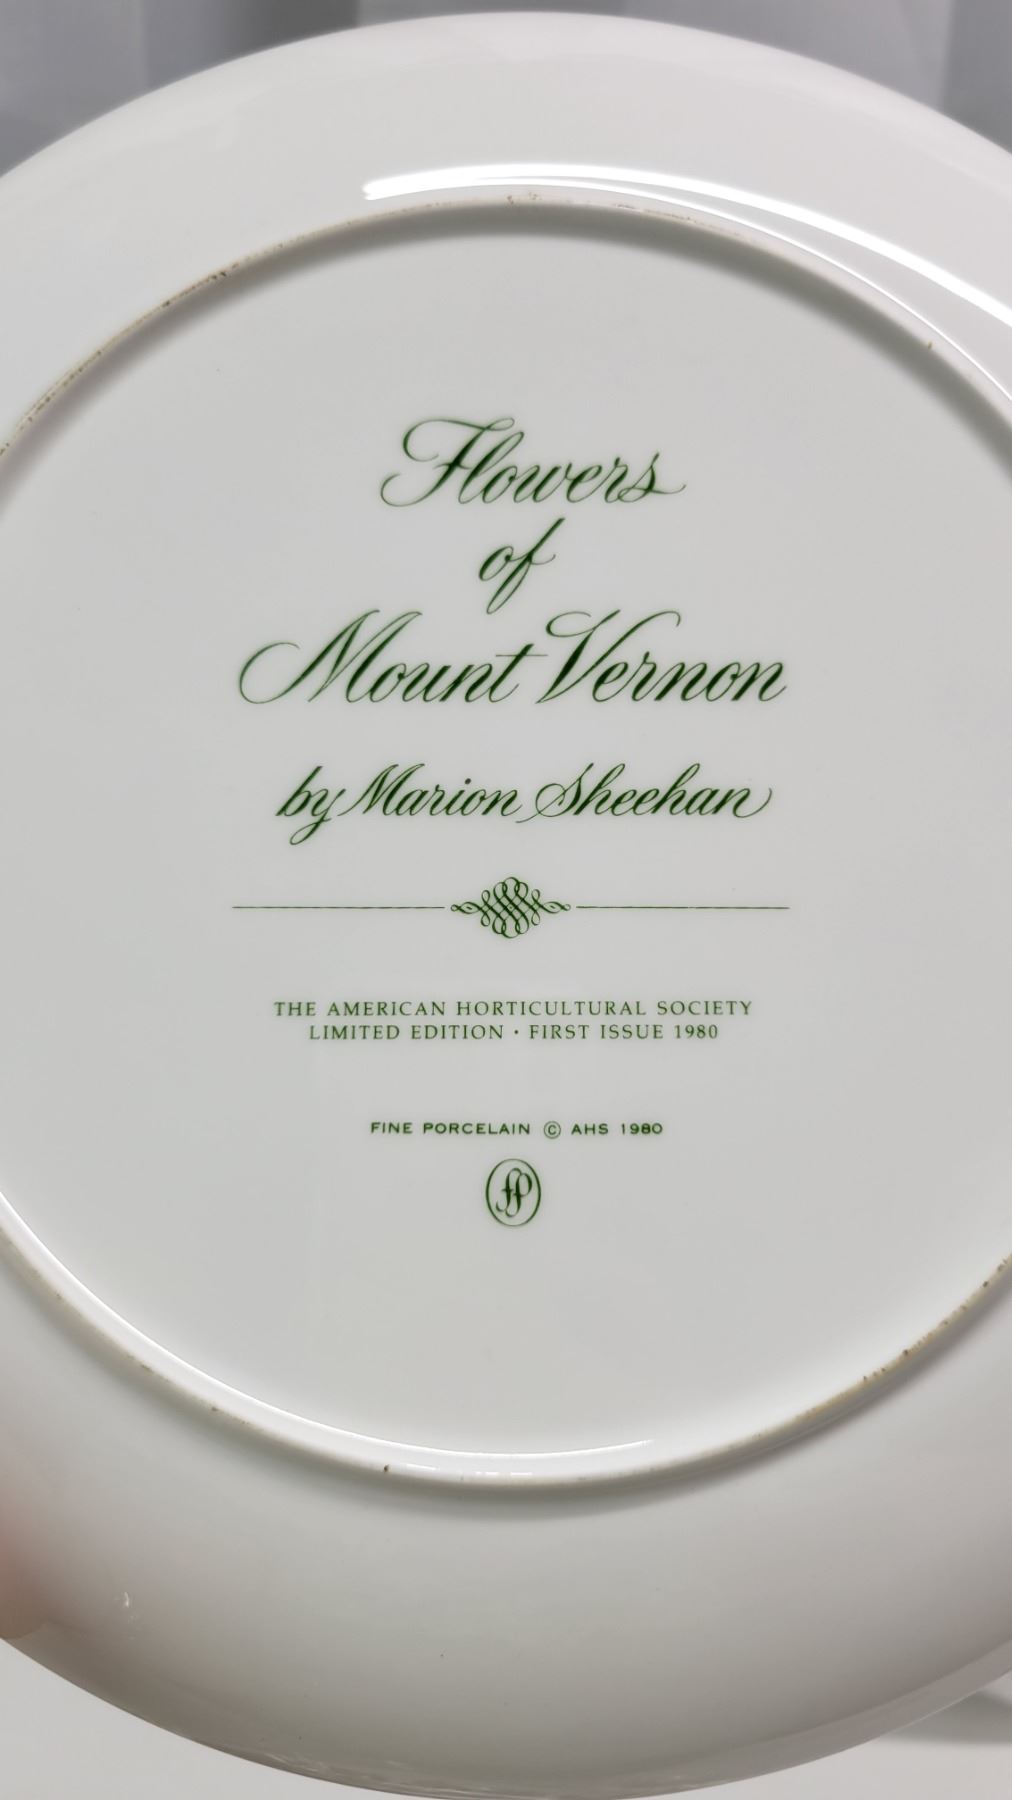 Flowers
of
Mount Vernon
by Marion Sheehan
THE AMERICAN HORTICULTURAL SOCIETY
LIMITED EDITION · FIRST ISSUE 1980
FINE PORCELAIN © AHS 1980
fp